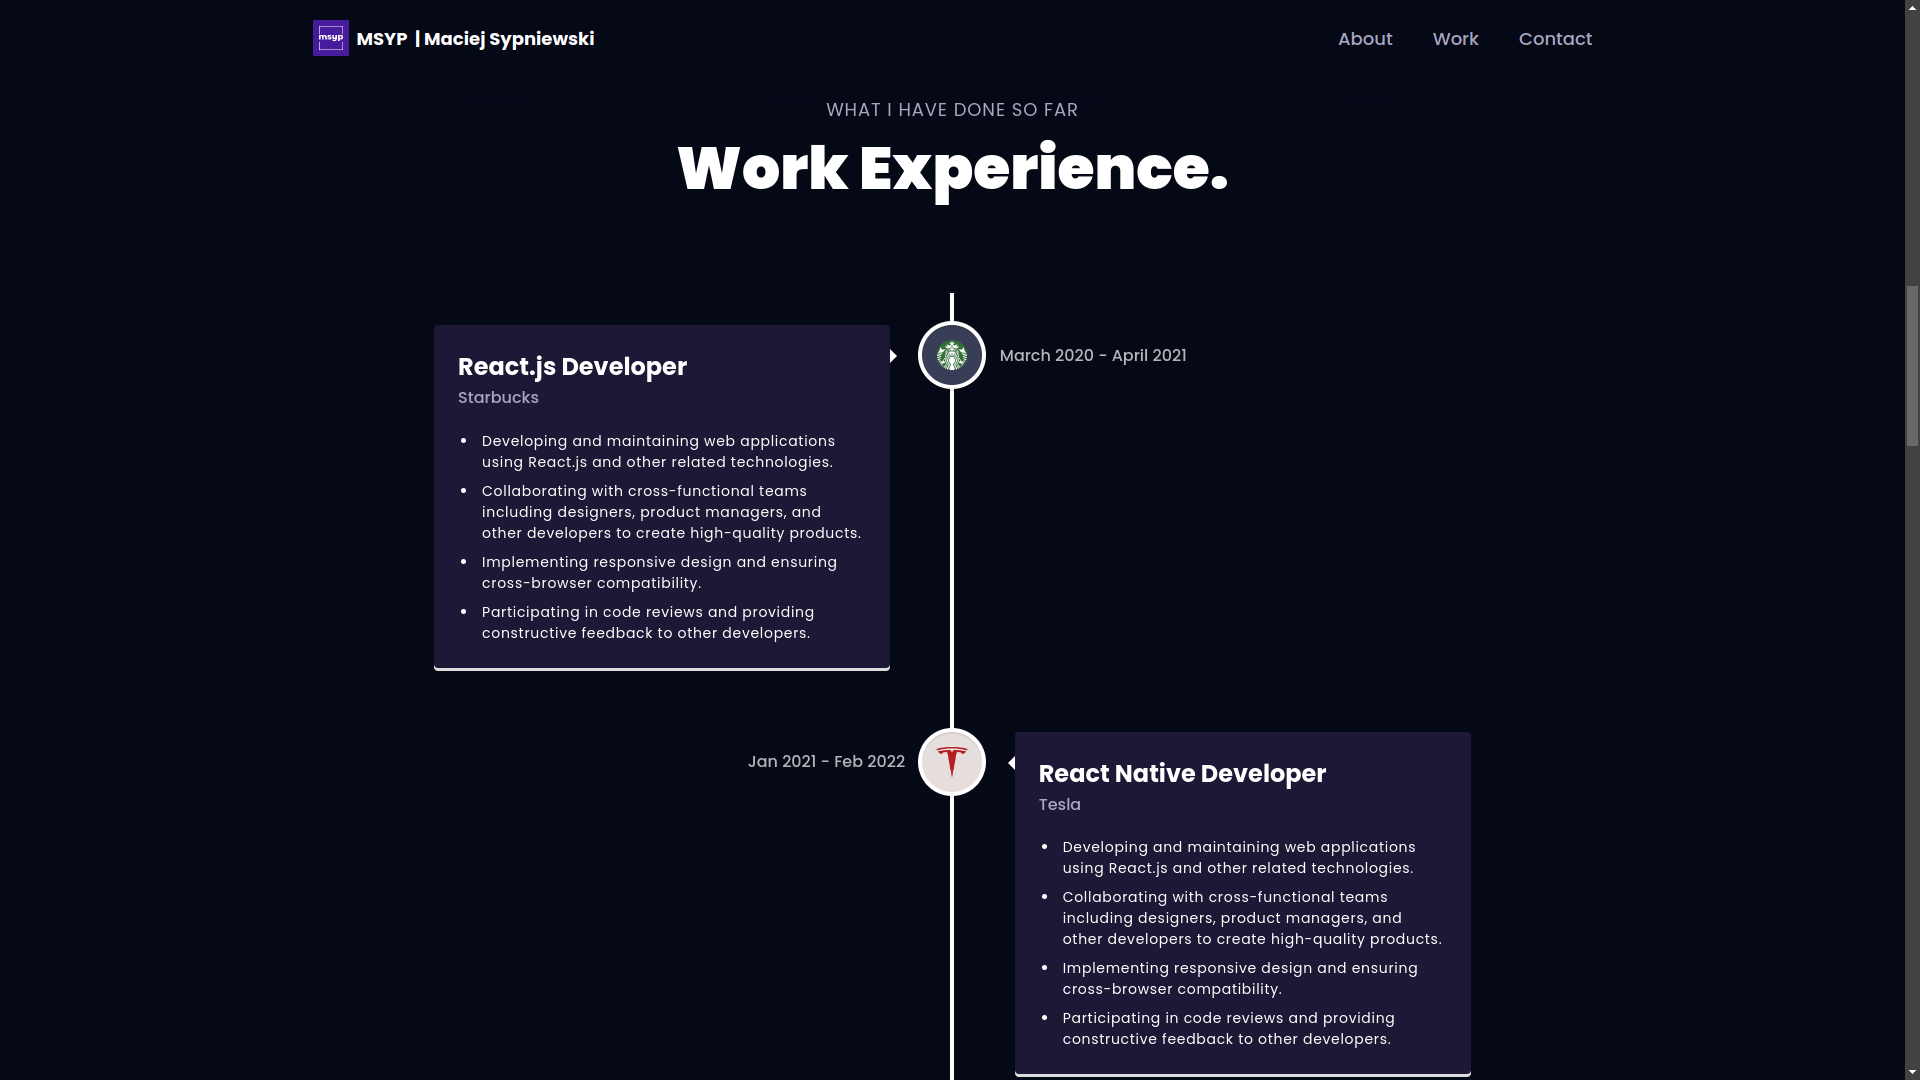 msyp
MSYP | Maciej Sypniewski
About
Work
Contact
WHAT I HAVE DONE SO FAR
Work Experience.
React.js Developer
Starbucks
March 2020 - April 2021
• Developing and maintaining web applications
using React.js and other related technologies.
• Collaborating with cross-functional teams
including designers, product managers, and
other developers to create high-quality products.
• Implementing responsive design and ensuring
cross-browser compatibility.
• Participating in code reviews and providing
constructive feedback to other developers.
Jan 2021 - Feb 2022
React Native Developer
Tesla
• Developing and maintaining web applications
using React.js and other related technologies.
• Collaborating with cross-functional teams
including designers, product managers, and
other developers to create high-quality products.
• Implementing responsive design and ensuring
cross-browser compatibility.
• Participating in code reviews and providing
constructive feedback to other developers.